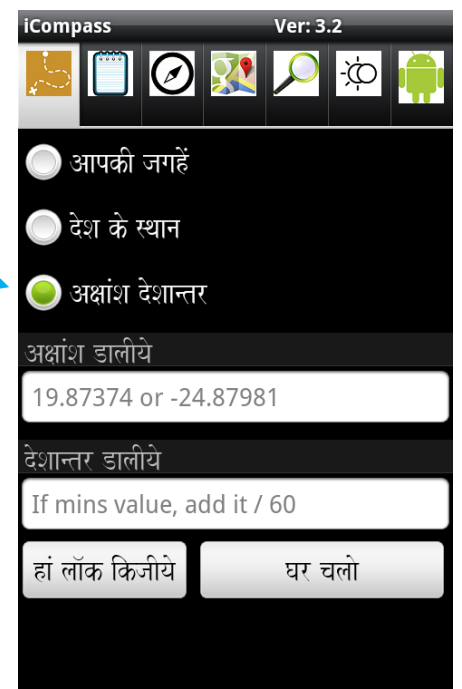 iCompass Ver: 3.2
आपकी जगहें
देश के स्थान
अक्षांश देशान्तर
अक्षांश डालीये
19.87374 or -24.87981
देशान्तर डालीये
If mins value, add it / 60
हां लॉक किजीये घर चलो